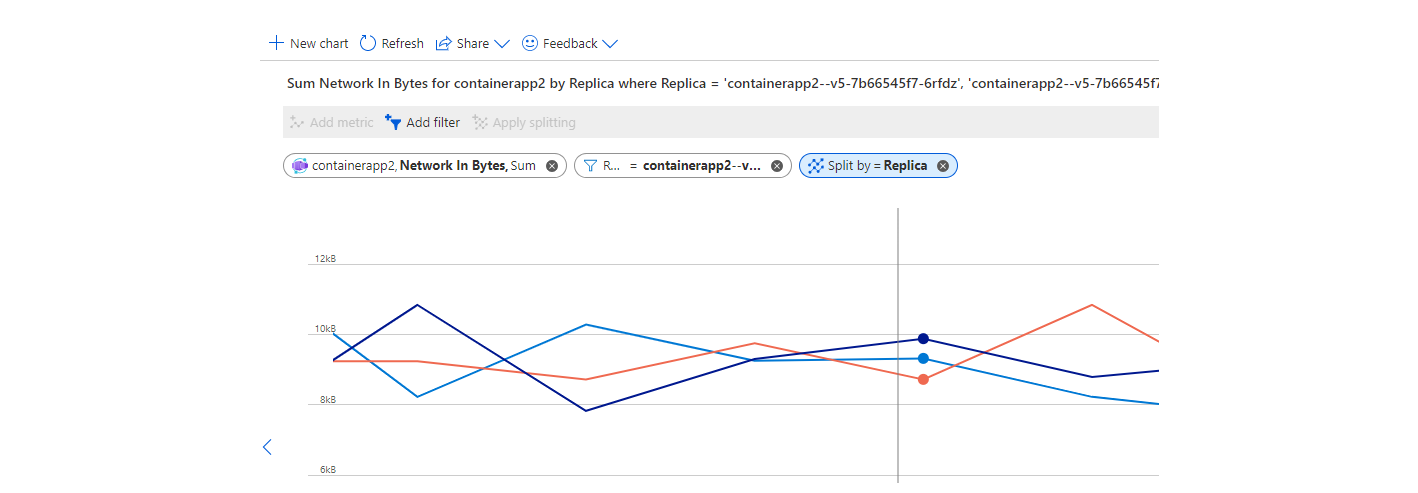 New chart Refresh Share Feedback
Sum Network In Bytes for containerapp2 by Replica where Replica = 'containerapp2--v5-7b66545f7-6rfdz', 'containerapp2--v5-7b66545f7
Add metric Add filter Apply splitting
containerapp2, Network In Bytes, Sum R... = containerapp2--v... Split by = Replica
12kB
10kB
8kB
6kB